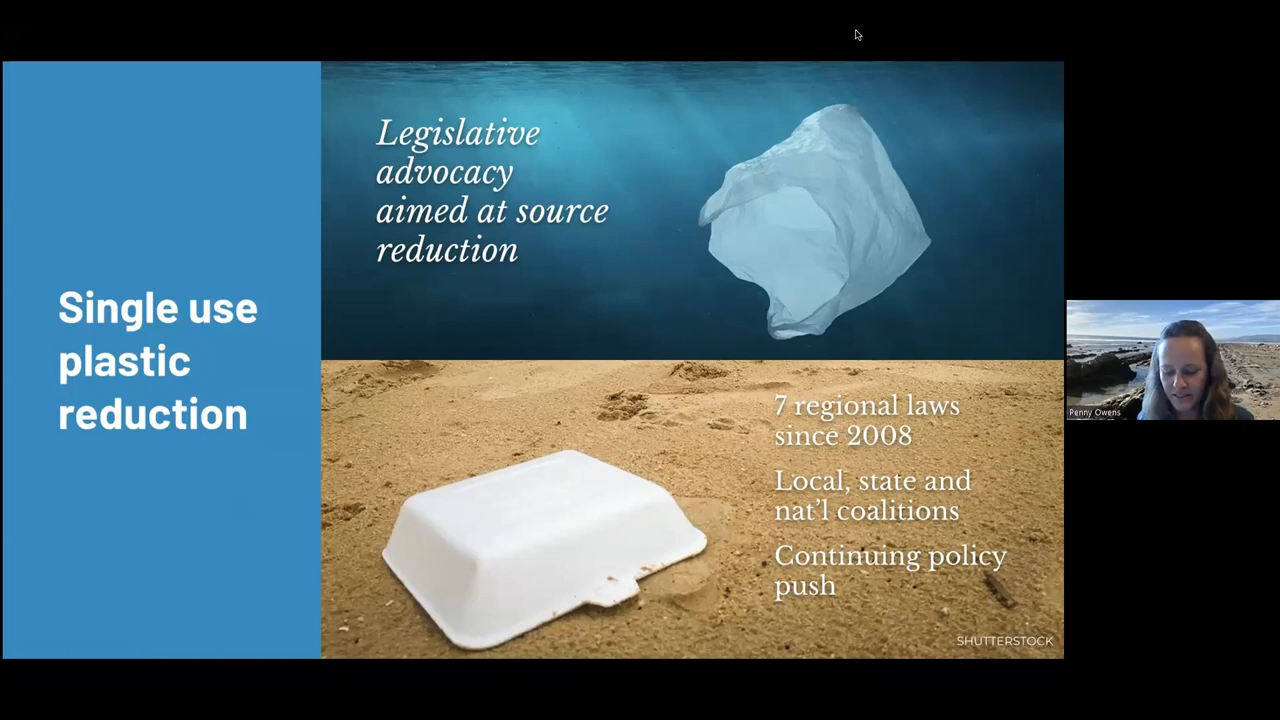 Single use
plastic
reduction
Legislative
advocacy
aimed at source
reduction
7 regional laws
since 2008
Local, state and
nat’l coalitions
Continuing policy
push
SHUTTERSTOCK
Penny Owens